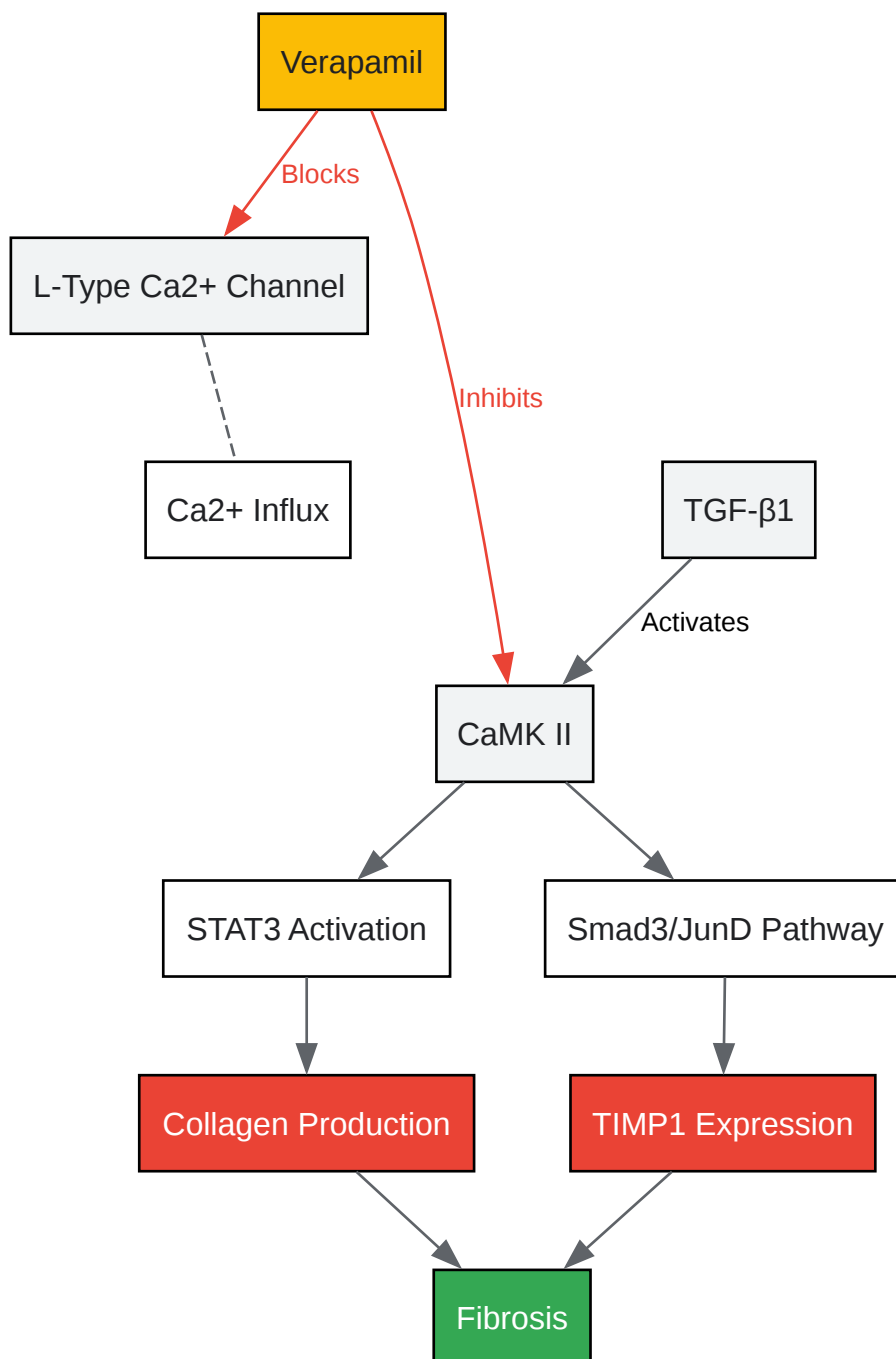 Verapamil
Blocks
L-Type Ca2+ Channel
Inhibits
Ca2+ Influx
TGF-β1
Activates
CaMK II
STAT3 Activation
Smad3/JunD Pathway
Collagen Production
TIMP1 Expression
Fibrosis